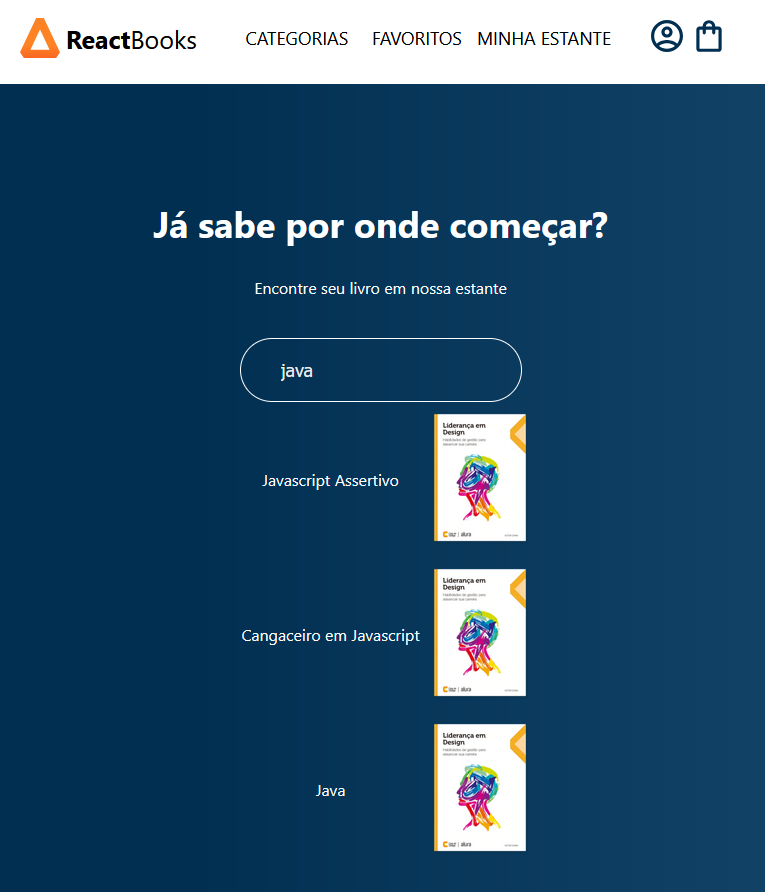 ReactBooks
CATEGORIAS FAVORITOS MINHA ESTANTE
Já sabe por onde começar?
Encontre seu livro em nossa estante
java
Liderança em
Design
Habilidades de gestão para
alavancar sua carreira
alura
Javascript Assertivo
Liderança em
Design
Habilidades de gestão para
alavancar sua carreira
alura
Cangaceiro em Javascript
Liderança em
Design
Habilidades de gestão para
alavancar sua carreira
alura
Java